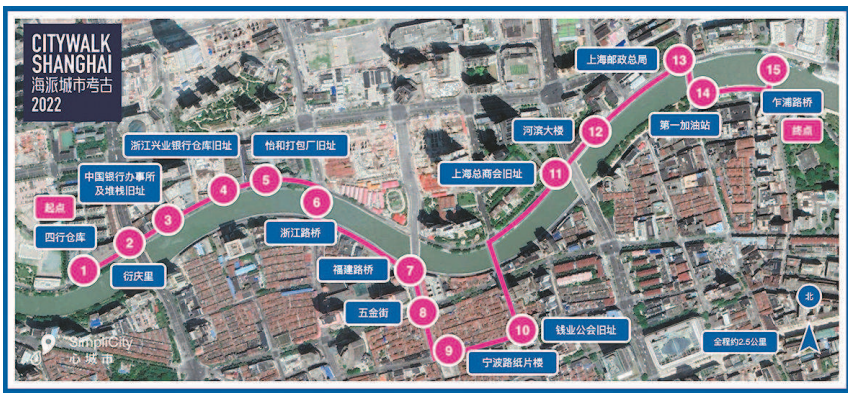 CITYWALK
SHANGHAI
海派城市考古
2022
起点
四行仓库
1
2
衍庆里
中国银行办事所
及堆栈旧址
3
浙江兴业银行仓库旧址
4
怡和打包厂旧址
5
6
浙江路桥
福建路桥
7
五金街
8
9
宁波路纸片楼
10
钱业公会旧址
上海总商会旧址
11
河滨大楼
12
上海邮政总局
13
14
第一加油站
15
乍浦路桥
终点
北
全程约2.5公里
SimpliCity
心城市